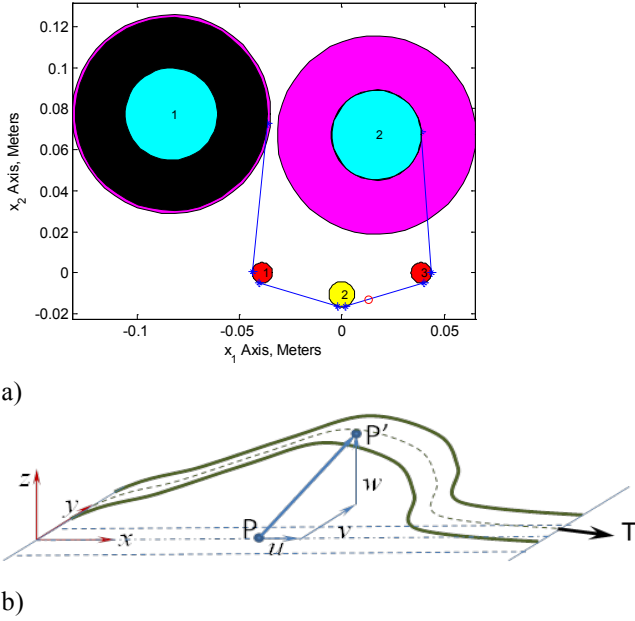 0.12
0.1
0.08
0.06
0.04
0.02
0
-0.02
x2 Axis, Meters
1
2
1
2
3
-0.1
-0.05
0
0.05
x1 Axis, Meters
a)
z
y
x
P
P'
u
v
w
T
b)